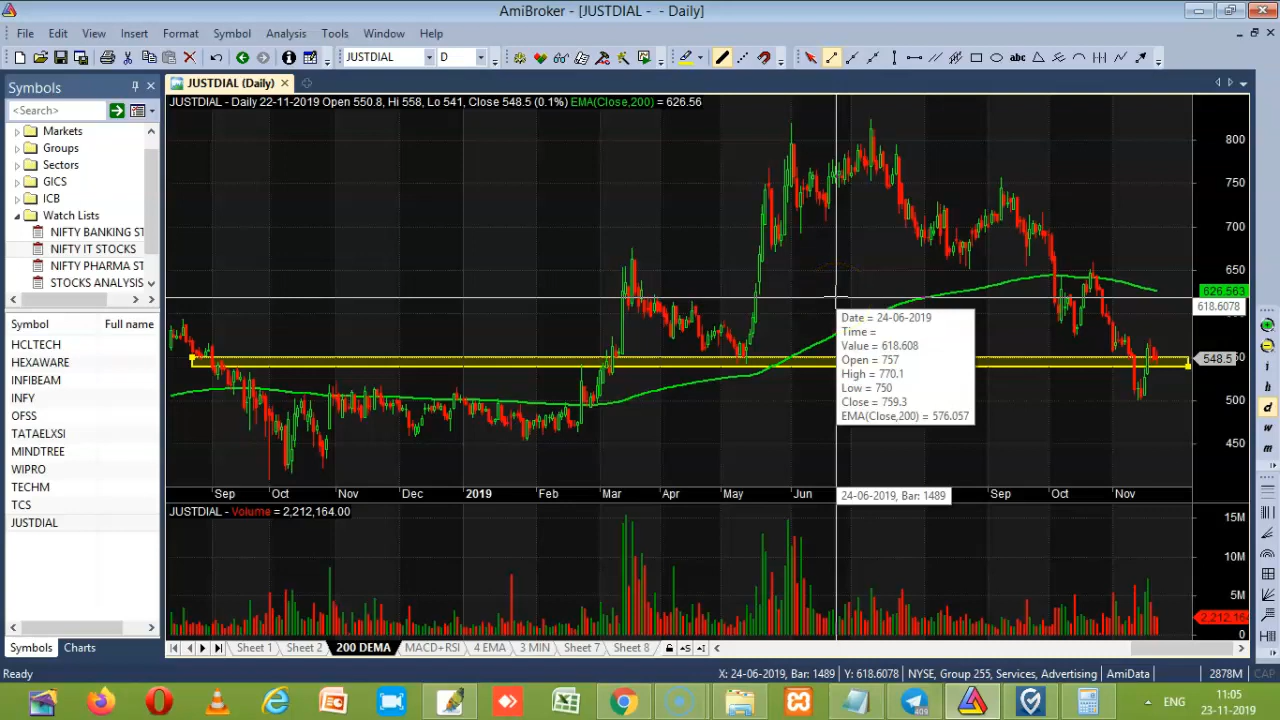 AmiBroker - [JUSTDIAL -  - Daily]
File Edit View Insert Format Symbol Analysis Tools Window Help
JUSTDIAL D abc
Symbols
JUSTDIAL (Daily)
<Search>
Markets
Groups
Sectors
GICS
ICB
Watch Lists
NIFTY BANKING ST
NIFTY IT STOCKS
NIFTY PHARMA ST
STOCKS ANALYSIS
Symbol Full name
HCLTECH
HEXAWARE
INFIBEAM
INFY
OFSS
TATAELXSI
MINDTREE
WIPRO
TECHM
TCS
JUSTDIAL
Symbols Charts
JUSTDIAL - Daily 22-11-2019 Open 550.8, Hi 558, Lo 541, Close 548.5 (0.1%) EMA(Close,200) = 626.56
800
750
700
650
626.563
618.6078
548.5
500
450
Date = 24-06-2019
Time =
Value = 618.608
Open = 757
High = 770.1
Low = 750
Close = 759.3
EMA(Close,200) = 576.057
Sep Oct Nov Dec 2019 Feb Mar Apr May Jun 24-06-2019, Bar: 1489 Sep Oct Nov
JUSTDIAL - Volume = 2,212,164.00
15M
10M
5M
2,212,164
0
Sheet 1 Sheet 2 200 DEMA MACD+RSI 4 EMA 3 MIN Sheet 7 Sheet 8
i
h
d
w
m
Ready X: 24-06-2019, Bar: 1489 Y: 618.6078 NYSE, Group 255, Services, Advertising AmiData 2878M CAP
409
ENG
11:05
23-11-2019